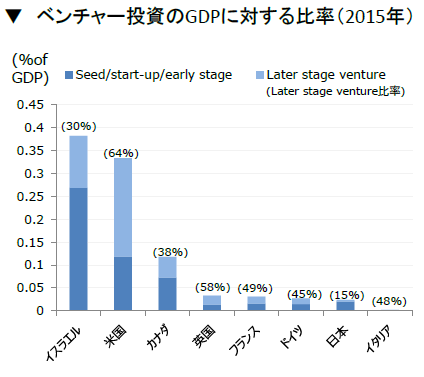 ▼ ベンチャー投資のGDPに対する比率（2015年）
(％of
GDP)
Seed/start-up/early stage
Later stage venture
(Later stage venture比率)
0.45
0.4
0.35
0.3
0.25
0.2
0.15
0.1
0.05
0
(30%)
(64%)
(38%)
(58%)
(49%)
(45%)
(15%)
(48%)
イスラエル
米国
カナダ
英国
フランス
ドイツ
日本
イタリア